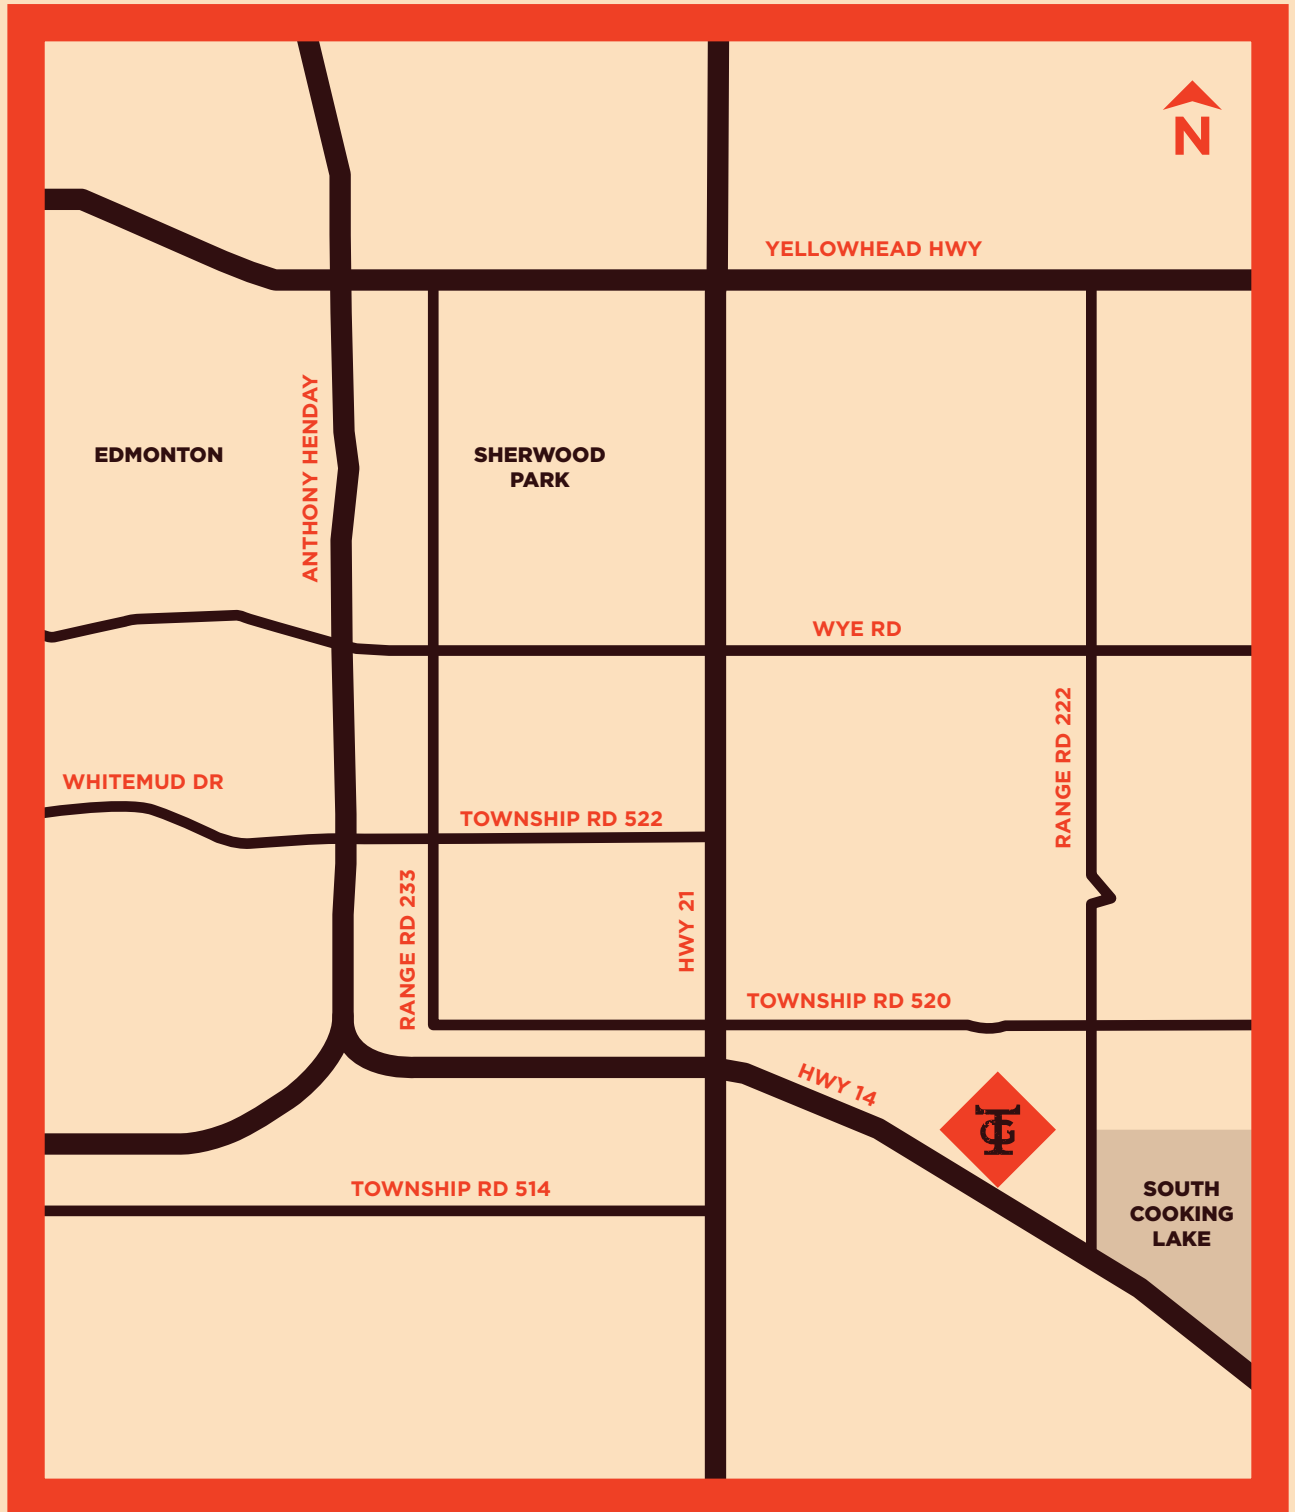 N
YELLOWHEAD HWY
ANTHONY HENDAY
EDMONTON
SHERWOOD
PARK
WYE RD
RANGE RD 222
WHITEMUD DR
TOWNSHIP RD 522
RANGE RD 233
HWY 21
TOWNSHIP RD 520
HWY 14
TOWNSHIP RD 514
SOUTH
COOKING
LAKE